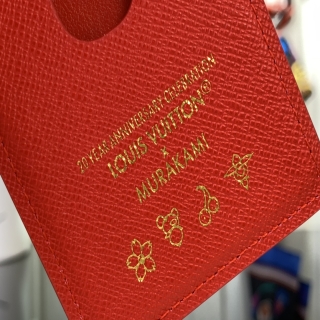 20 YEAR ANNIVERSARY CELEBRATION
LOUIS VUITTON®
×
MURAKAMI